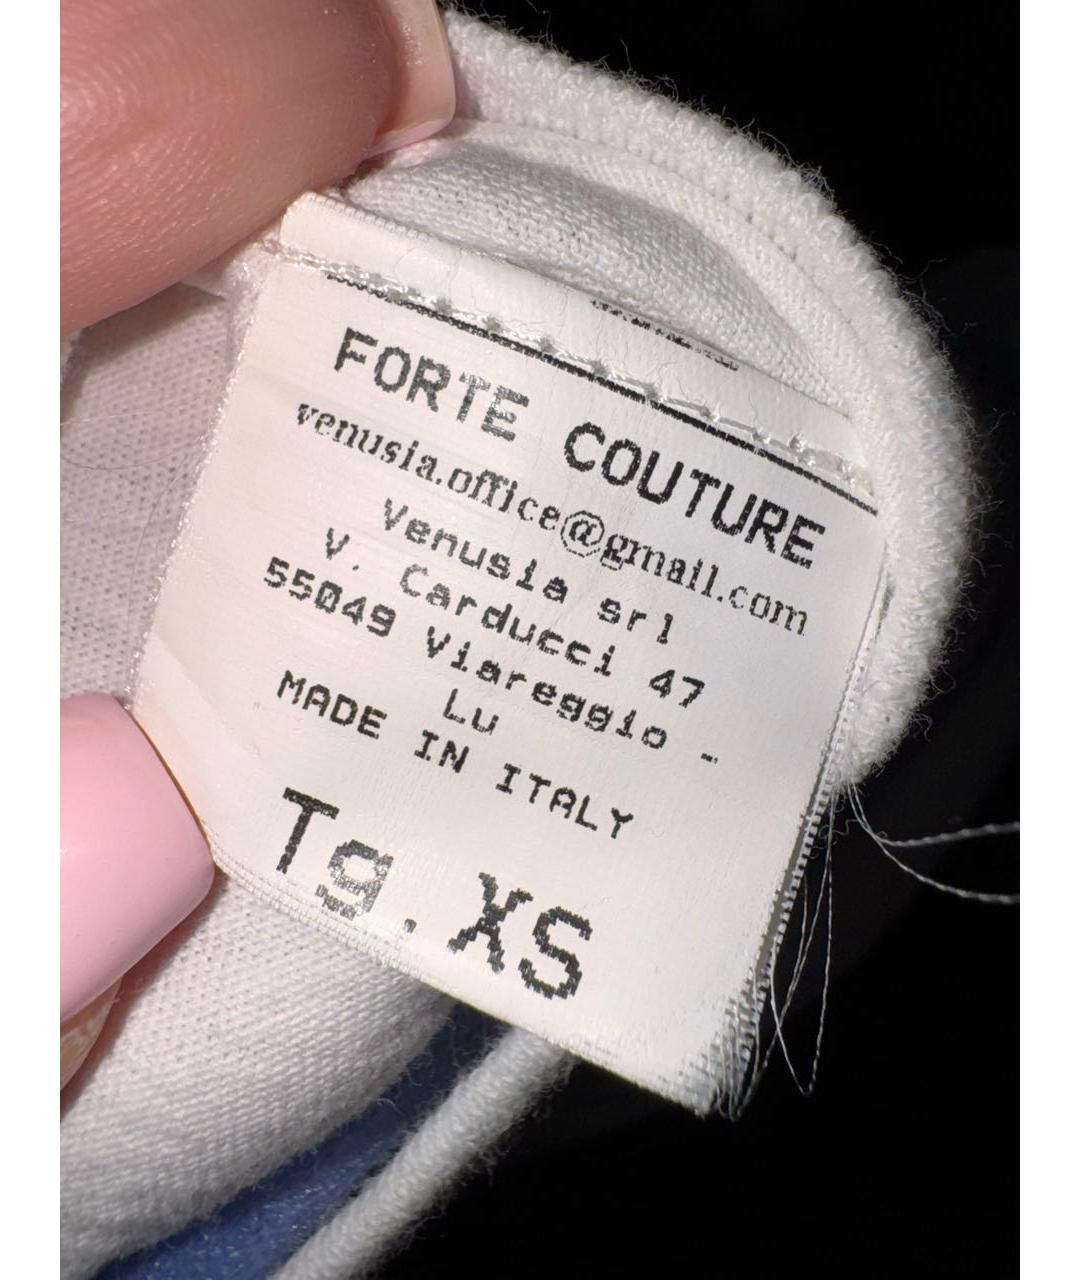 FORTE COUTURE
venusia.office@gmail.com
Venusia srl
V. Carducci 47
55049 Viareggio -
Lu
MADE IN ITALY
Tg. XS